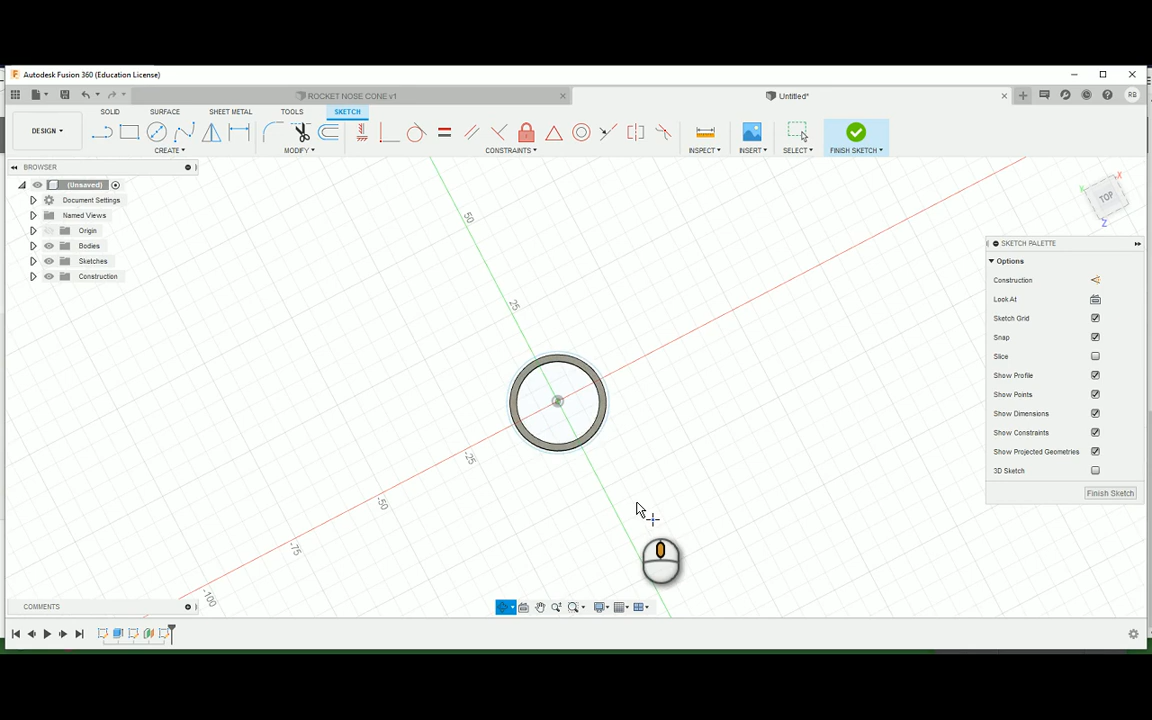 Autodesk Fusion 360 (Education License)
ROCKET NOSE CONE v1
Untitled*
RB
SOLID SURFACE SHEET METAL TOOLS SKETCH
DESIGN
CREATE MODIFY CONSTRAINTS INSPECT INSERT SELECT FINISH SKETCH
BROWSER
(Unsaved)
Document Settings
Named Views
Origin
Bodies
Sketches
Construction
50
25
-25
-50
-75
-100
X
TOP
Z
SKETCH PALETTE
Options
Construction
Look At
Sketch Grid
Snap
Slice
Show Profile
Show Points
Show Dimensions
Show Constraints
Show Projected Geometries
3D Sketch
Finish Sketch
COMMENTS